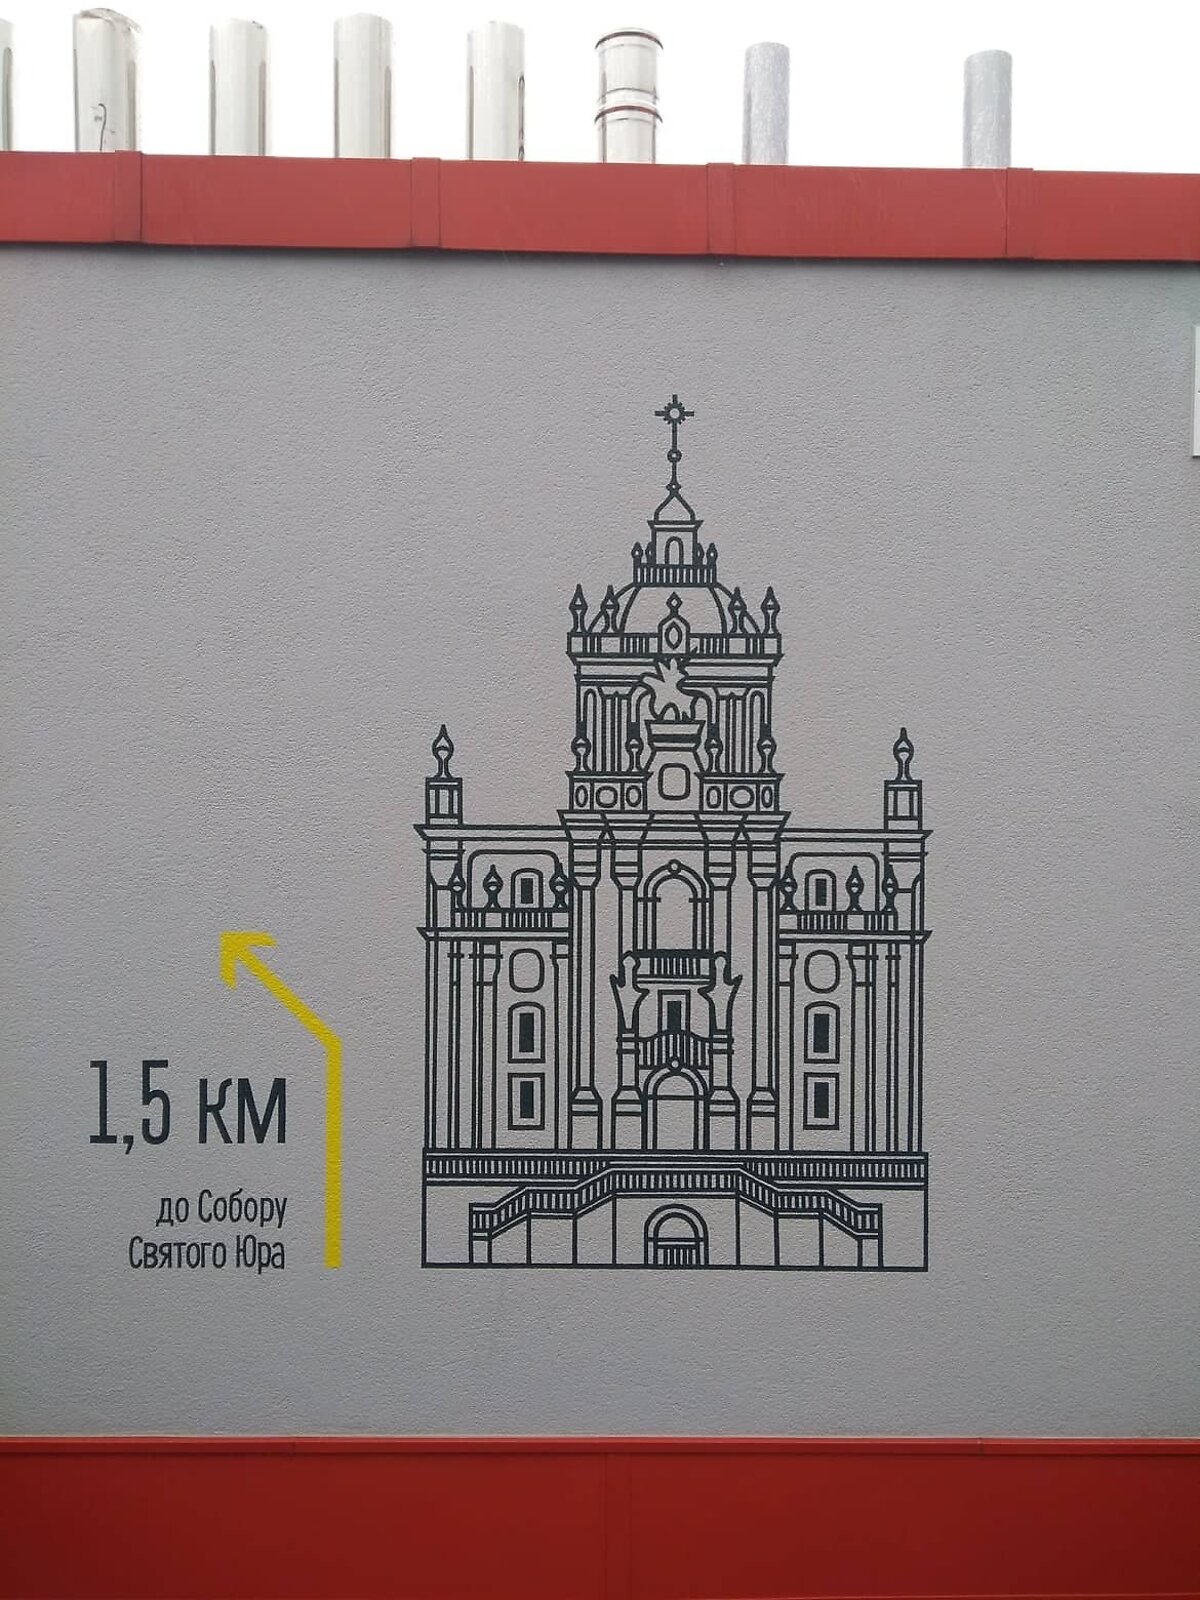 1,5 км
до Собору
Святого Юра